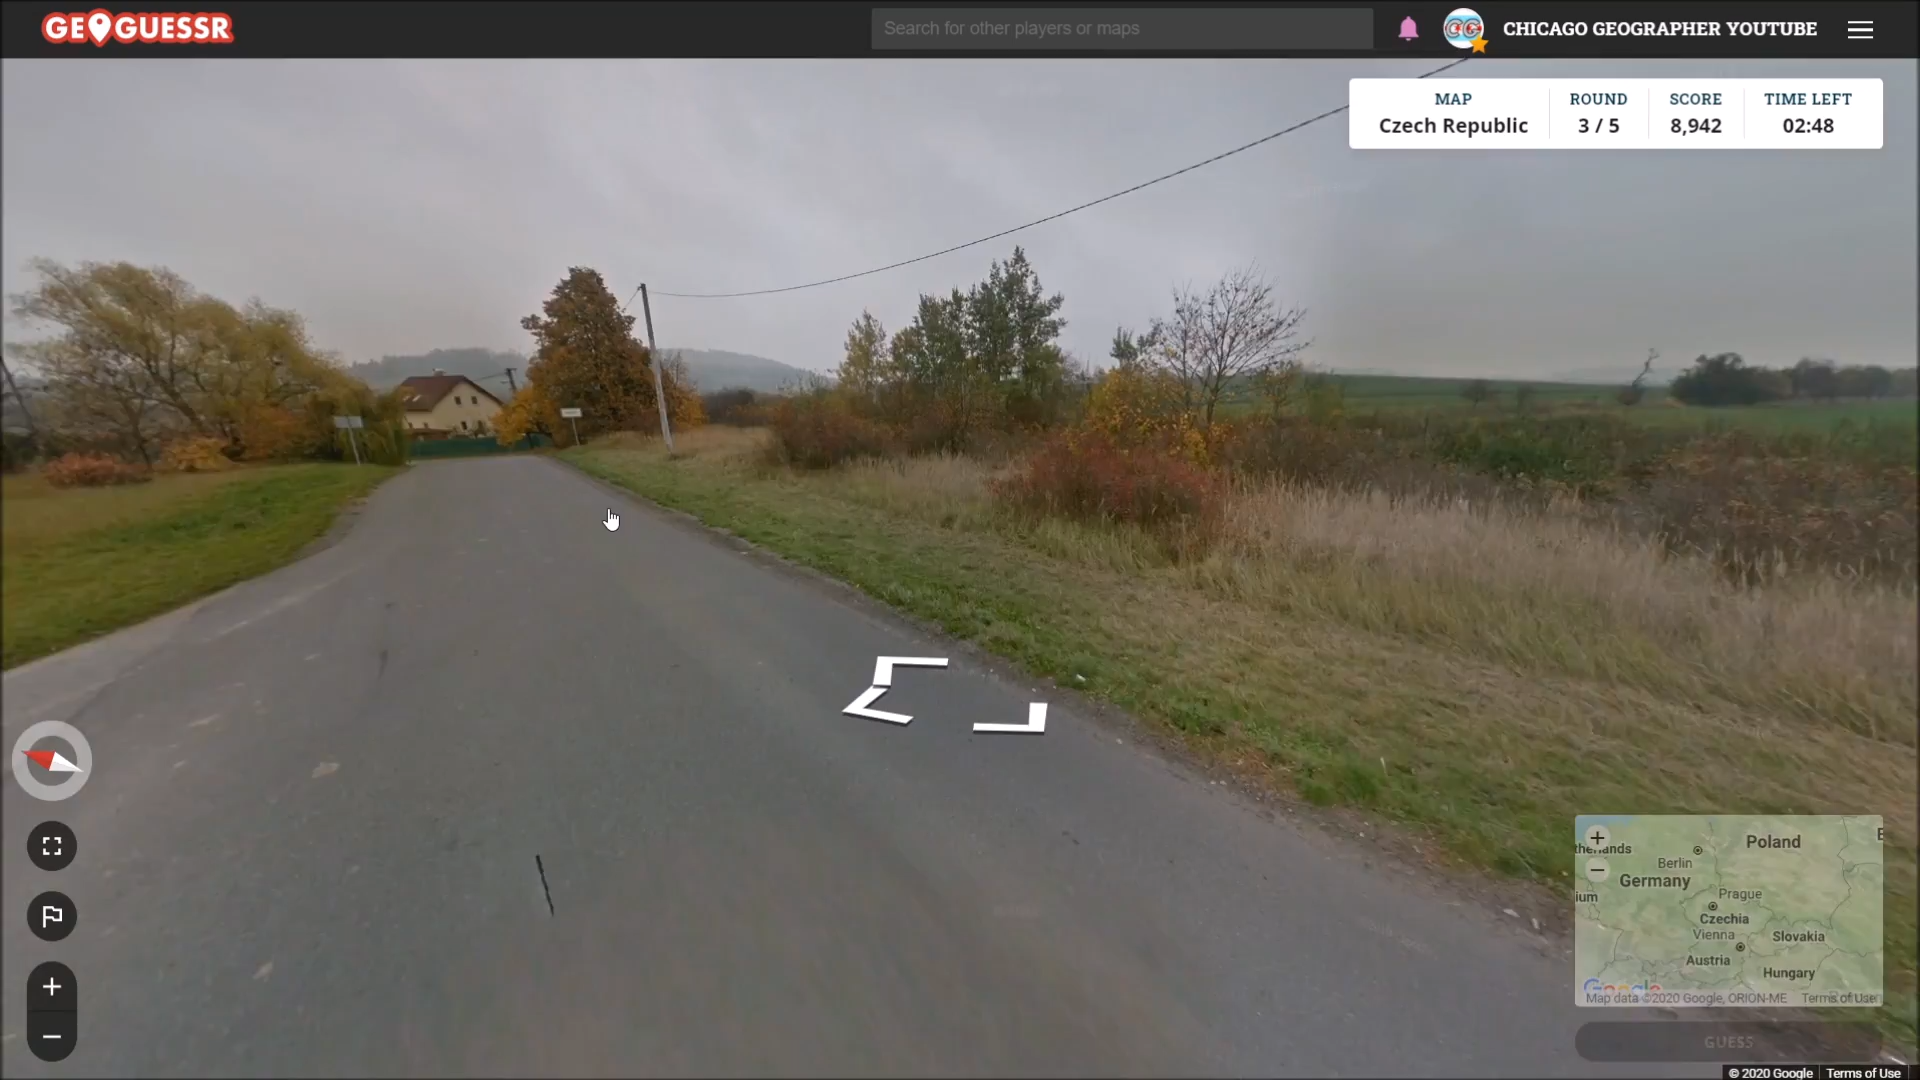 GEOGUESSR
Search for other players or maps
CHICAGO GEOGRAPHER YOUTUBE
MAP
Czech Republic
ROUND
3 / 5
SCORE
8,942
TIME LEFT
02:48
Poland
Berlin
Germany
ium
Prague
Czechia
Vienna
Slovakia
Austria
Hungary
Google
Map data ©2020 Google, ORION-ME
Terms of Use
GUESS
© 2020 Google
Terms of Use